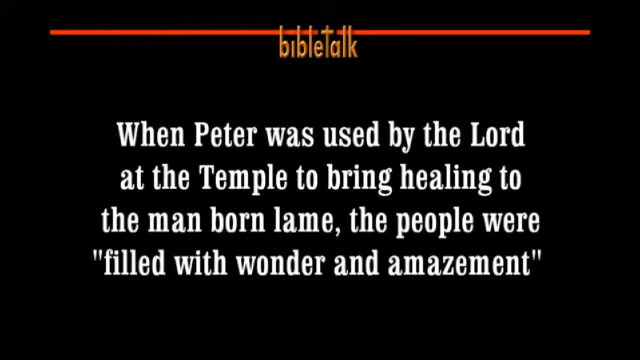 bibleTalk
When Peter was used by the Lord
at the Temple to bring healing to
the man born lame, the people were
"filled with wonder and amazement"